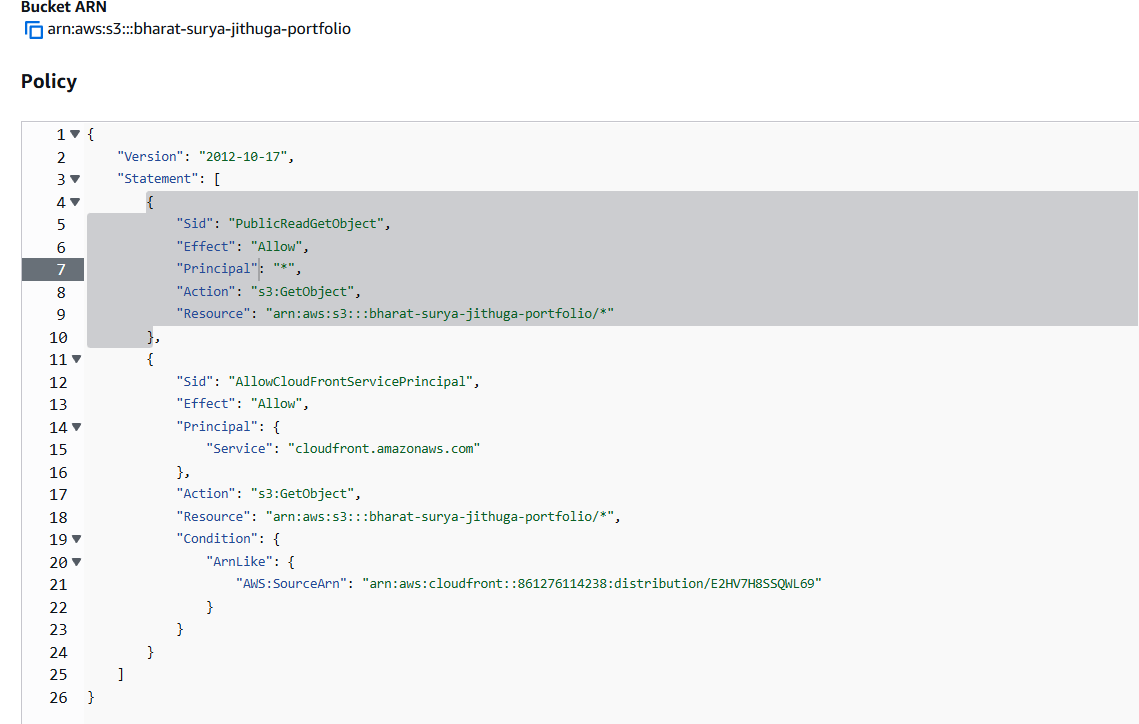 Bucket ARN
arn:aws:s3:::bharat-surya-jithuga-portfolio
Policy
1 {
2 "Version": "2012-10-17",
3 "Statement": [
4 {
5 "Sid": "PublicReadGetObject",
6 "Effect": "Allow",
7 "Principal": "*",
8 "Action": "s3:GetObject",
9 "Resource": "arn:aws:s3:::bharat-surya-jithuga-portfolio/*"
10 },
11 {
12 "Sid": "AllowCloudFrontServicePrincipal",
13 "Effect": "Allow",
14 "Principal": {
15 "Service": "cloudfront.amazonaws.com"
16 },
17 "Action": "s3:GetObject",
18 "Resource": "arn:aws:s3:::bharat-surya-jithuga-portfolio/*",
19 "Condition": {
20 "ArnLike": {
21 "AWS:SourceArn": "arn:aws:cloudfront::861276114238:distribution/E2HV7H8SSQWL69"
22 }
23 }
24 }
25 ]
26 }